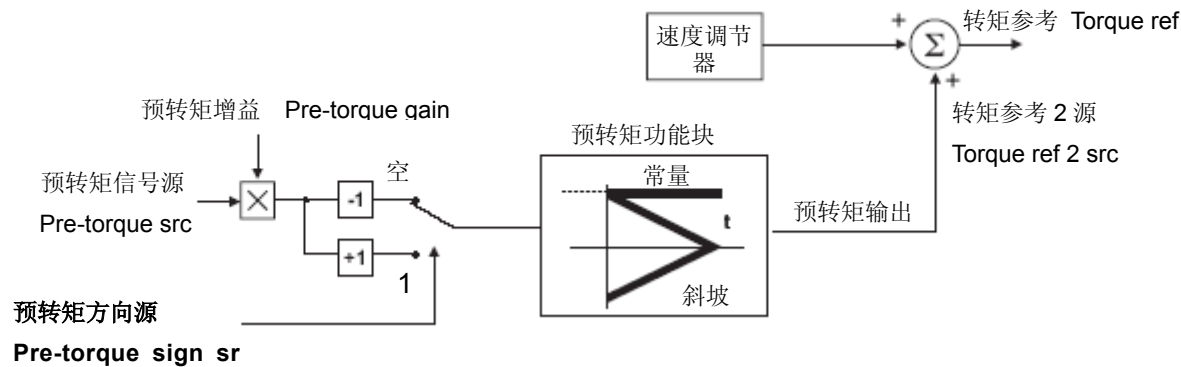 速度调节
器
+
Σ
转矩参考 Torque ref
+
转矩参考 2 源
Torque ref 2 src
预转矩增益 Pre-torque gain
预转矩信号源
Pre-torque src
×
-1
空
+1
1
预转矩功能块
常量
t
斜坡
预转矩输出
预转矩方向源
Pre-torque sign sr